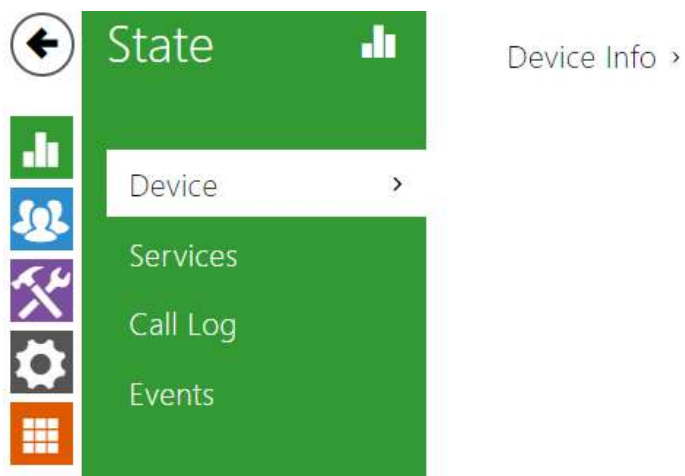 State
Device
Services
Call Log
Events
Device Info